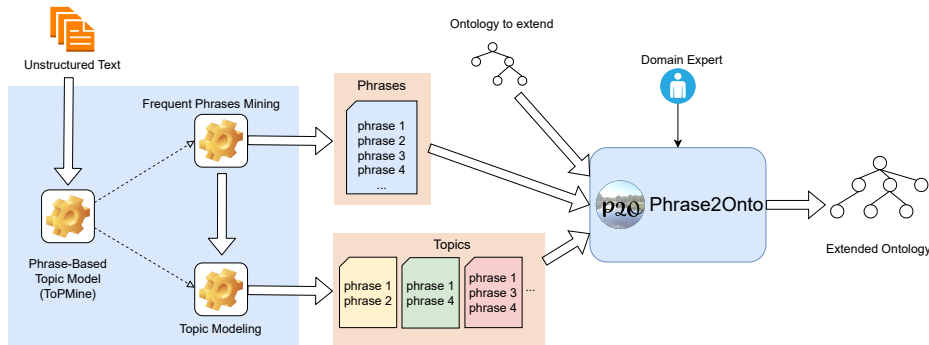 Unstructured Text
Frequent Phrases Mining
Phrase-Based
Topic Model
(ToPMine)
Topic Modeling
Phrases
phrase 1
phrase 2
phrase 3
phrase 4
...
Topics
phrase 1
phrase 2
phrase 1
phrase 4
phrase 1
phrase 3
phrase 4
...
Ontology to extend
Domain Expert
P2O
Phrase2Onto
Extended Ontology